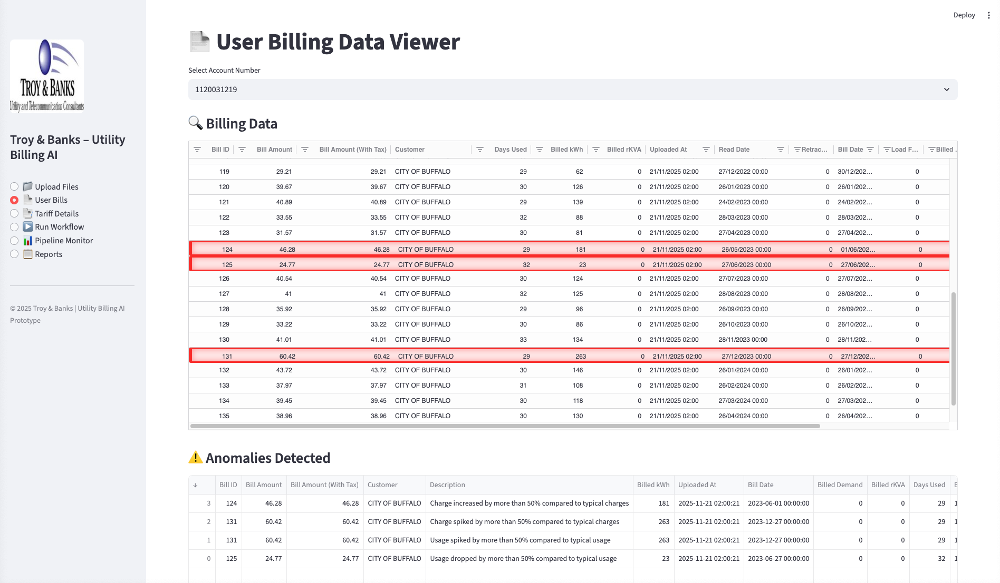 Deploy
TROY & BANKS
Utility and Telecommunication Consultants
Troy & Banks – Utility
Billing AI
Upload Files
User Bills
Tariff Details
Run Workflow
Pipeline Monitor
Reports
© 2025 Troy & Banks | Utility Billing AI
Prototype
User Billing Data Viewer
Select Account Number
1120031219
Billing Data
Bill ID Bill Amount Bill Amount (With Tax) Customer Days Used Billed kWh Billed rKVA Uploaded At Read Date Retrac... Bill Date Load F... Billed .
119 29.21 29.21 CITY OF BUFFALO 29 62 0 21/11/2025 02:00 27/12/2022 00:00 0 30/12/202... 0
120 39.67 39.67 CITY OF BUFFALO 30 126 0 21/11/2025 02:00 26/01/2023 00:00 0 26/01/202... 0
121 40.89 40.89 CITY OF BUFFALO 29 139 0 21/11/2025 02:00 24/02/2023 00:00 0 24/02/202... 0
122 33.55 33.55 CITY OF BUFFALO 32 88 0 21/11/2025 02:00 28/03/2023 00:00 0 28/03/202... 0
123 31.57 31.57 CITY OF BUFFALO 30 81 0 21/11/2025 02:00 27/04/2023 00:00 0 27/04/202... 0
124 46.28 46.28 CITY OF BUFFALO 29 181 0 21/11/2025 02:00 26/05/2023 00:00 0 01/06/202... 0
125 24.77 24.77 CITY OF BUFFALO 32 23 0 21/11/2025 02:00 27/06/2023 00:00 0 27/06/202... 0
126 40.54 40.54 CITY OF BUFFALO 30 124 0 21/11/2025 02:00 27/07/2023 00:00 0 27/07/202... 0
127 41 41 CITY OF BUFFALO 32 125 0 21/11/2025 02:00 28/08/2023 00:00 0 28/08/202... 0
128 35.92 35.92 CITY OF BUFFALO 29 96 0 21/11/2025 02:00 26/09/2023 00:00 0 26/09/202... 0
129 33.22 33.22 CITY OF BUFFALO 30 86 0 21/11/2025 02:00 26/10/2023 00:00 0 26/10/202... 0
130 41.01 41.01 CITY OF BUFFALO 33 134 0 21/11/2025 02:00 28/11/2023 00:00 0 28/11/202... 0
131 60.42 60.42 CITY OF BUFFALO 29 263 0 21/11/2025 02:00 27/12/2023 00:00 0 27/12/202... 0
132 43.72 43.72 CITY OF BUFFALO 30 146 0 21/11/2025 02:00 26/01/2024 00:00 0 26/01/202... 0
133 37.97 37.97 CITY OF BUFFALO 31 108 0 21/11/2025 02:00 26/02/2024 00:00 0 26/02/202... 0
134 39.45 39.45 CITY OF BUFFALO 30 118 0 21/11/2025 02:00 27/03/2024 00:00 0 27/03/202... 0
135 38.96 38.96 CITY OF BUFFALO 30 130 0 21/11/2025 02:00 26/04/2024 00:00 0 26/04/202... 0
Anomalies Detected
Bill ID Bill Amount Bill Amount (With Tax) Customer Description Billed kWh Uploaded At Bill Date Billed Demand Billed rKVA Days Used
3 124 46.28 46.28 CITY OF BUFFALO Charge increased by more than 50% compared to typical charges 181 2025-11-21 02:00:21 2023-06-01 00:00:00 0 0 29 1
2 131 60.42 60.42 CITY OF BUFFALO Charge spiked by more than 50% compared to typical charges 263 2025-11-21 02:00:21 2023-12-27 00:00:00 0 0 29 1
1 131 60.42 60.42 CITY OF BUFFALO Usage spiked by more than 50% compared to typical usage 263 2025-11-21 02:00:21 2023-12-27 00:00:00 0 0 29 1
0 125 24.77 24.77 CITY OF BUFFALO Usage dropped by more than 50% compared to typical usage 23 2025-11-21 02:00:21 2023-06-27 00:00:00 0 0 32 1